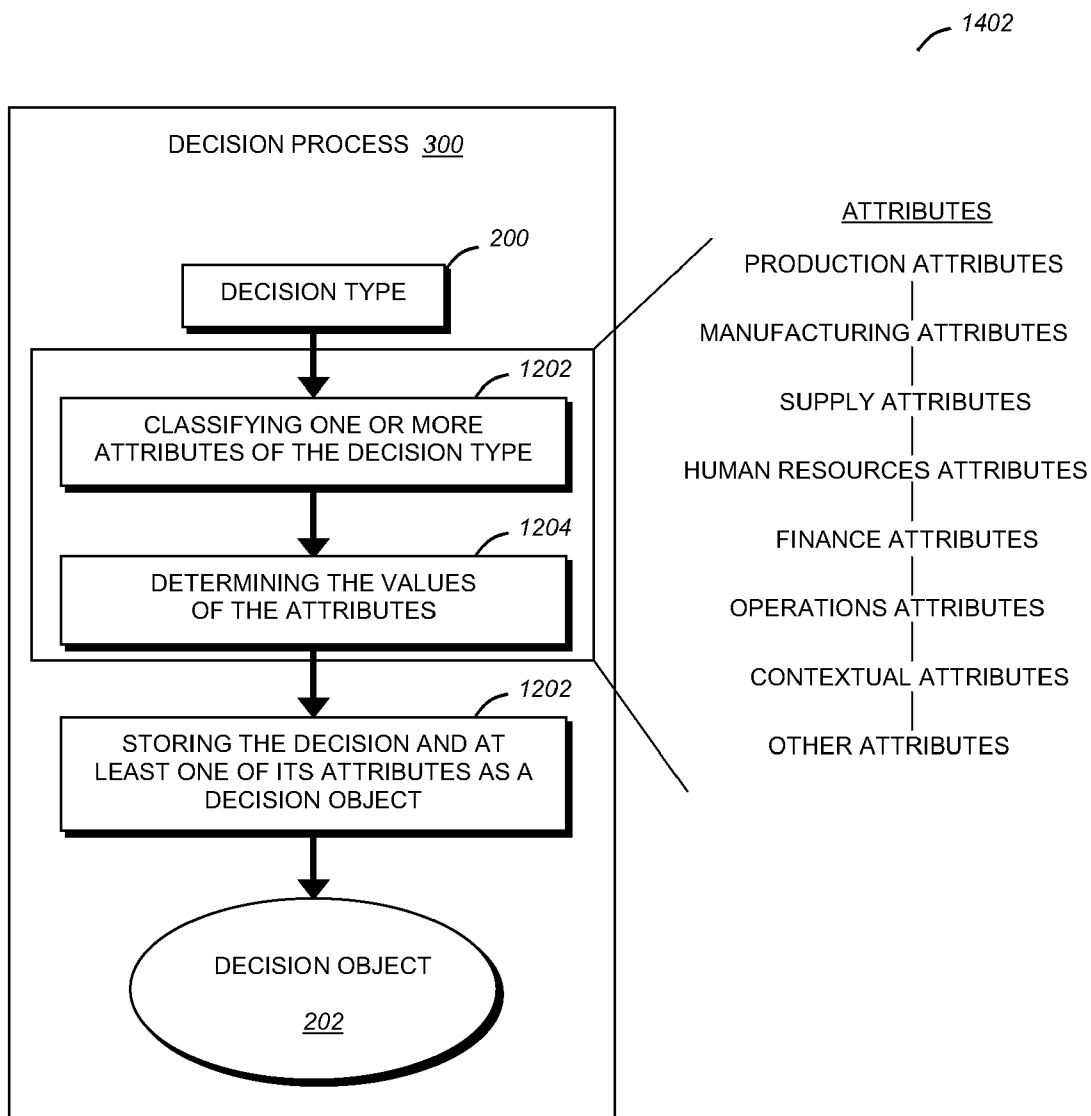 1402
DECISION PROCESS 300
200
DECISION TYPE
1202
CLASSIFYING ONE OR MORE
ATTRIBUTES OF THE DECISION TYPE
1204
DETERMINING THE VALUES
OF THE ATTRIBUTES
1202
STORING THE DECISION AND AT
LEAST ONE OF ITS ATTRIBUTES AS A
DECISION OBJECT
DECISION OBJECT
202
ATTRIBUTES
PRODUCTION ATTRIBUTES
MANUFACTURING ATTRIBUTES
SUPPLY ATTRIBUTES
HUMAN RESOURCES ATTRIBUTES
FINANCE ATTRIBUTES
OPERATIONS ATTRIBUTES
CONTEXTUAL ATTRIBUTES
OTHER ATTRIBUTES